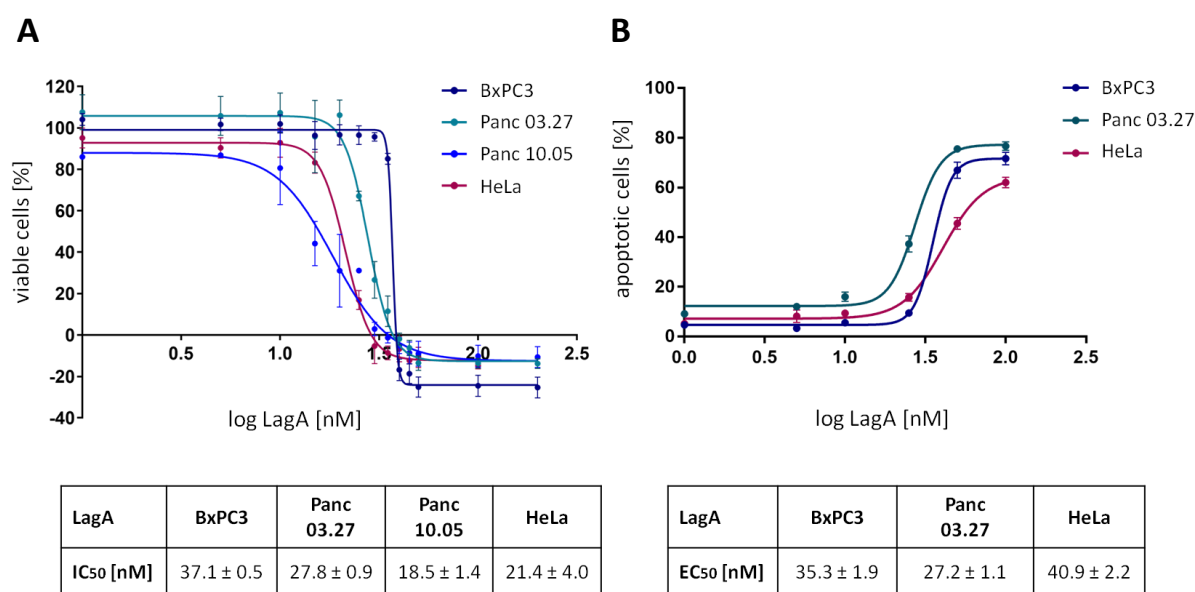 A
B
120
100
80
60
40
20
0
-20
-40
0.5
1.0
1.5
2.0
2.5
viable cells [%]
log LagA [nM]
BxPC3
Panc 03.27
Panc 10.05
HeLa
100
80
60
40
20
0
0.0
0.5
1.0
1.5
2.0
2.5
apoptotic cells [%]
log LagA [nM]
BxPC3
Panc 03.27
HeLa
LagA BxPC3 Panc 03.27 Panc 10.05 HeLa
IC50 [nM] 37.1 ± 0.5 27.8 ± 0.9 18.5 ± 1.4 21.4 ± 4.0
LagA BxPC3 Panc 03.27 HeLa
EC50 [nM] 35.3 ± 1.9 27.2 ± 1.1 40.9 ± 2.2